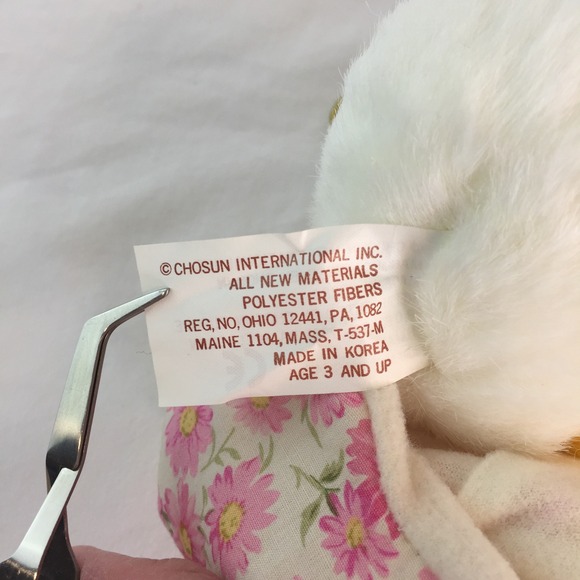 © CHOSUN INTERNATIONAL INC.
ALL NEW MATERIALS
POLYESTER FIBERS
REG, NO, OHIO 12441, PA, 1082
MAINE 1104, MASS, T-537-M
MADE IN KOREA
AGE 3 AND UP